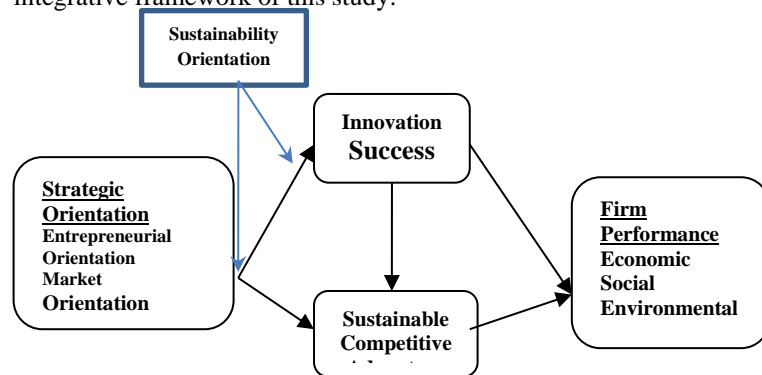 integrative framework of this study.
Sustainability
Orientation
Innovation
Success
Strategic
Orientation
Entrepreneurial
Orientation
Market
Orientation
Firm
Performance
Economic
Social
Environmental
Sustainable
Competitive